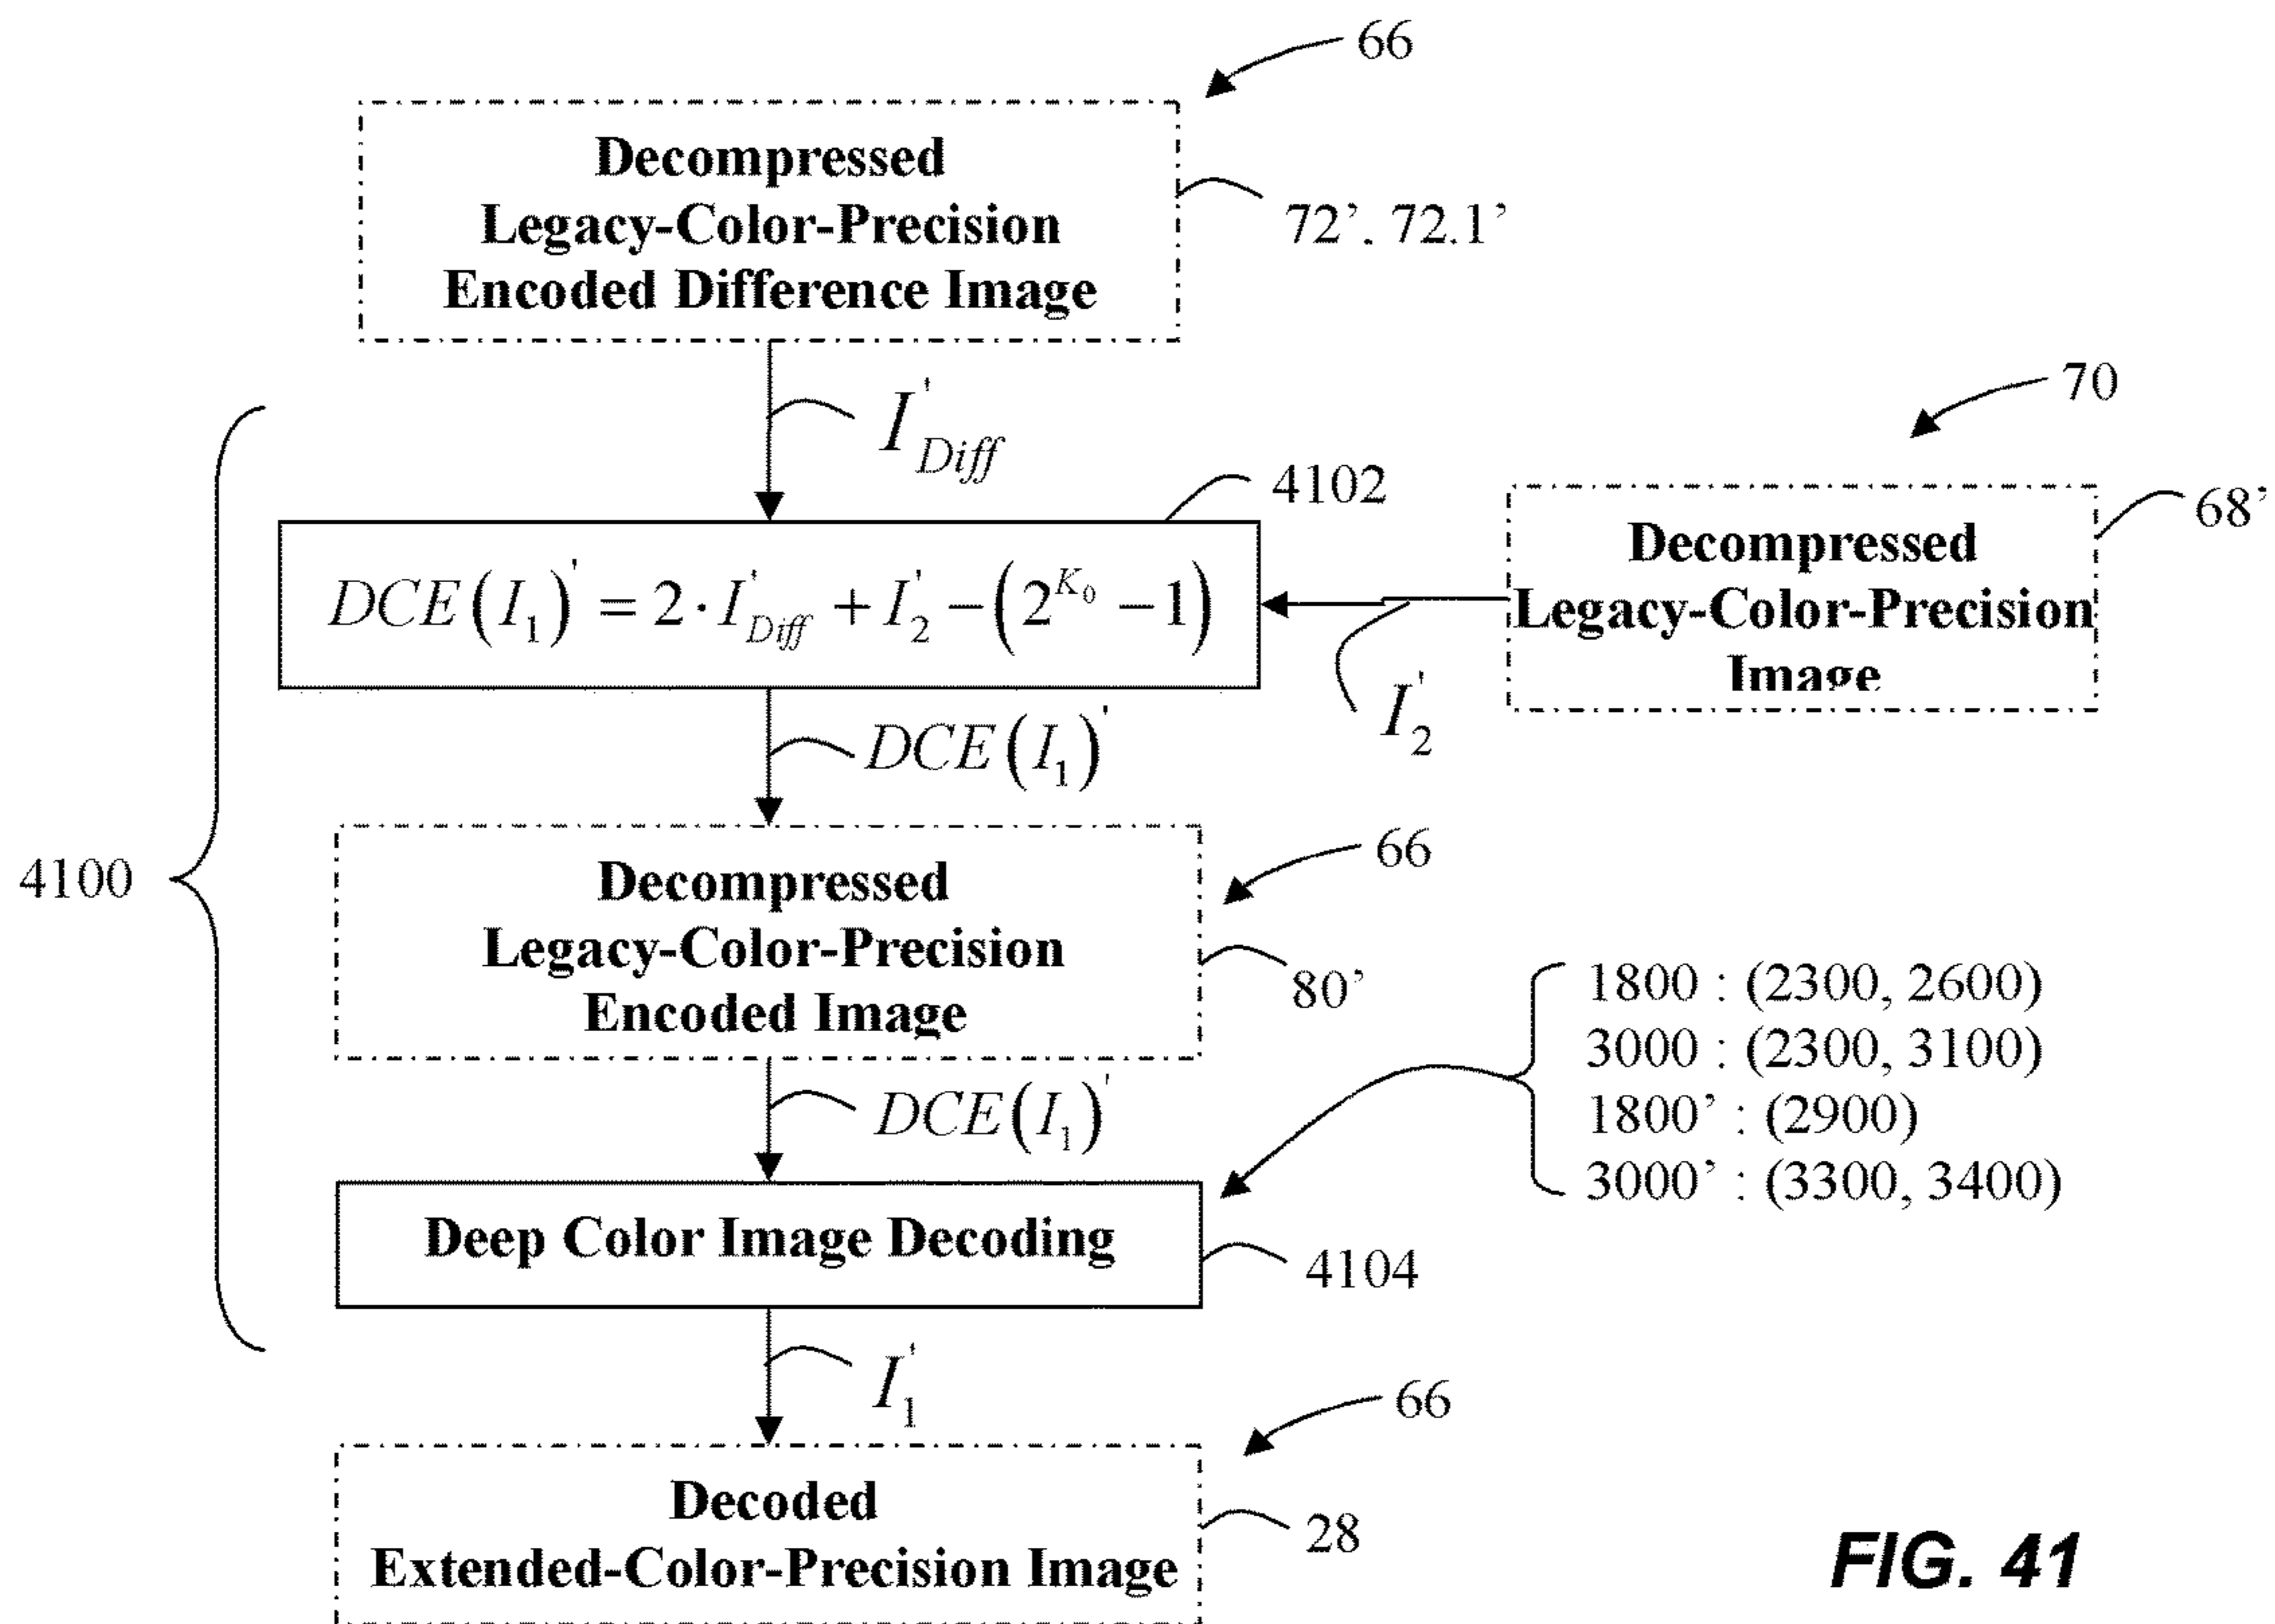 66
Decompressed
Legacy-Color-Precision
Encoded Difference Image
72’. 72.1’
I'Diff
70
4102
68’
DCE(I1)' = 2 · I'Diff + I'2 − (2^K0 − 1)
Decompressed
Legacy-Color-Precision
Image
I'2
DCE(I1)'
4100
66
Decompressed
Legacy-Color-Precision
Encoded Image
80’
1800 : (2300, 2600)
3000 : (2300, 3100)
1800’ : (2900)
3000’ : (3300, 3400)
DCE(I1)'
Deep Color Image Decoding
4104
I'1
66
Decoded
Extended-Color-Precision Image
28
FIG. 41